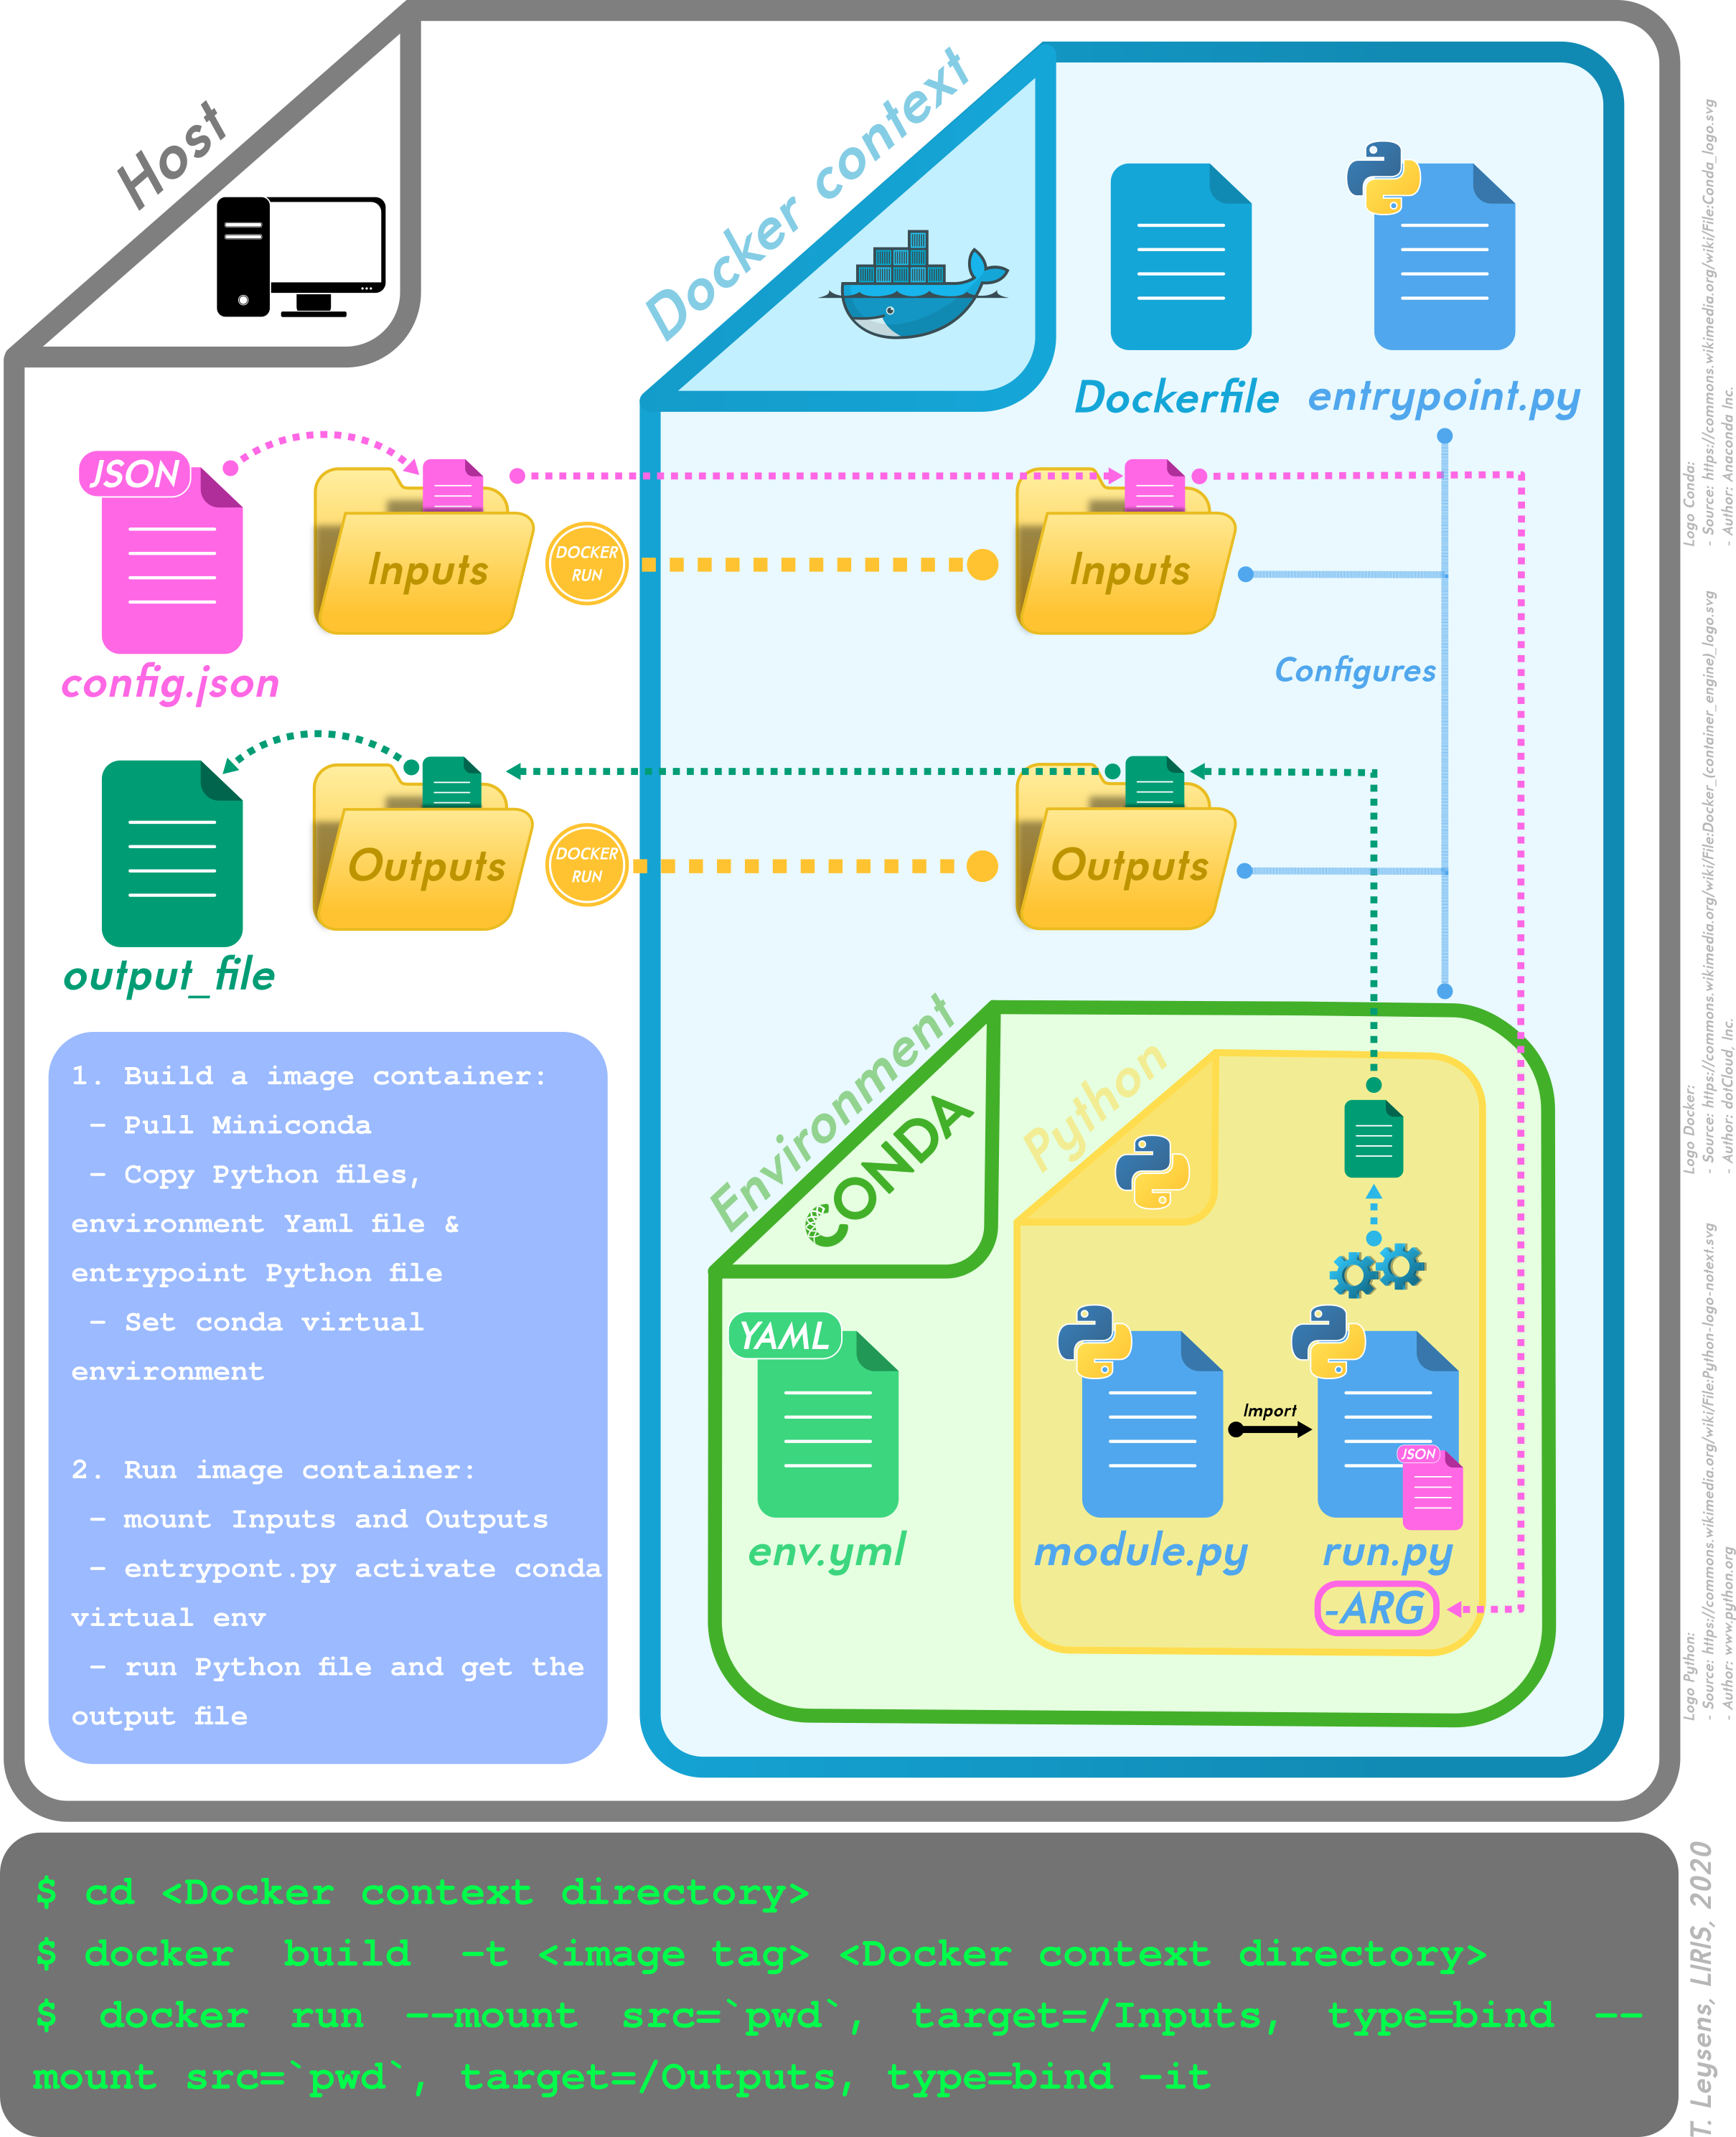 Host
Docker context
Dockerfile
entrypoint.py
JSON
config.json
Inputs
DOCKER
RUN
Inputs
Configures
output_file
Outputs
DOCKER
RUN
Outputs
1. Build a image container:
- Pull Miniconda
- Copy Python files,
environment Yaml file &
entrypoint Python file
- Set conda virtual
environment
2. Run image container:
- mount Inputs and Outputs
- entrypont.py activate conda
virtual env
- run Python file and get the
output file
Environment
CONDA
Python
YAML
env.yml
module.py
Import
JSON
run.py
-ARG
$ cd <Docker context directory>
$ docker build -t <image tag> <Docker context directory>
$ docker run --mount src=`pwd`, target=/Inputs, type=bind --
mount src=`pwd`, target=/Outputs, type=bind -it
Logo Conda:
- Source: https://commons.wikimedia.org/wiki/File:Conda_logo.svg
- Author: Anaconda Inc.
Logo Docker:
- Source: https://commons.wikimedia.org/wiki/File:Docker_(container_engine)_logo.svg
- Author: dotCloud, Inc.
Logo Python:
- Source: https://commons.wikimedia.org/wiki/File:Python-logo-notext.svg
- Author: www.python.org
T. Leysens, LIRIS, 2020